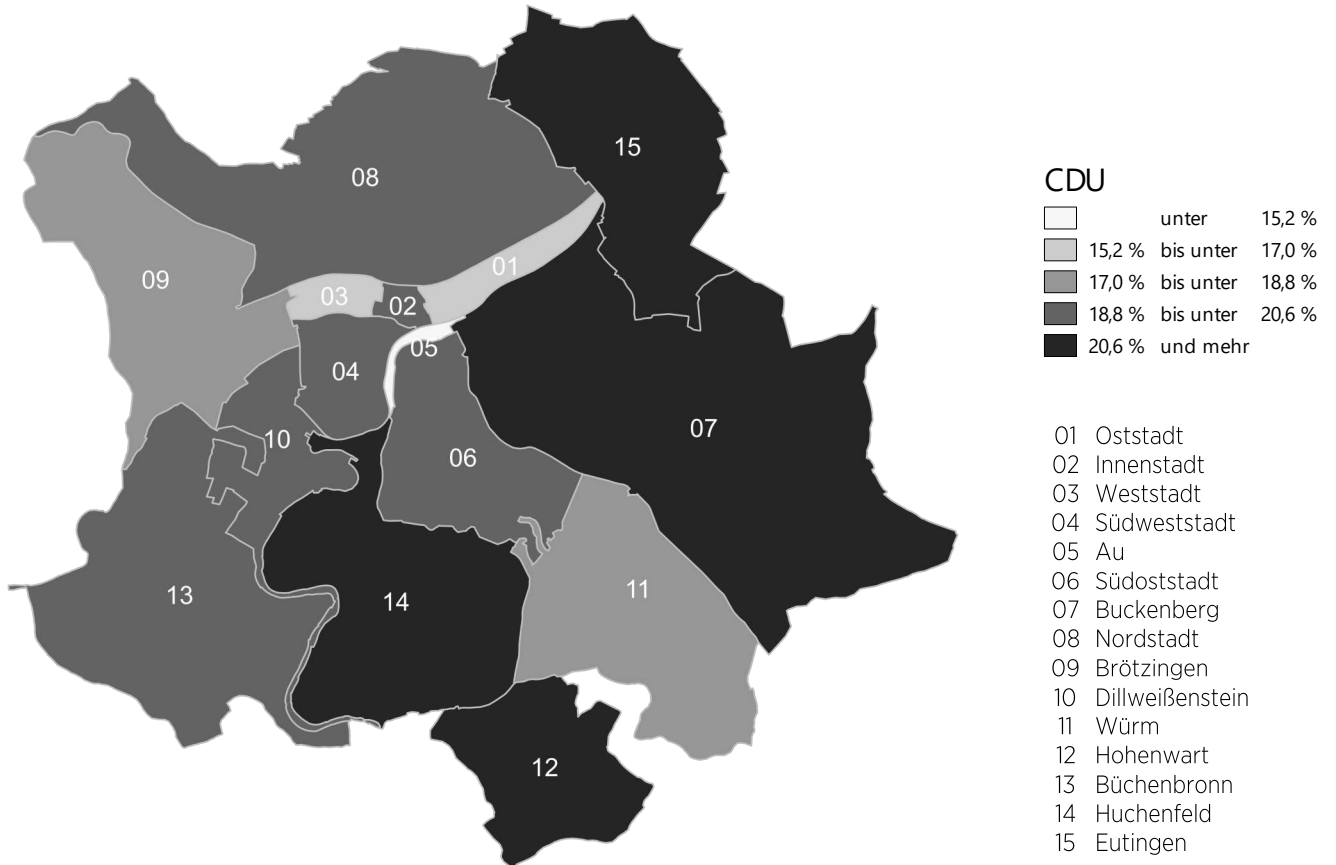 15
08
01
09
03
02
05
04
07
10
06
11
13
14
12
CDU
unter 15,2 %
15,2 % bis unter 17,0 %
17,0 % bis unter 18,8 %
18,8 % bis unter 20,6 %
20,6 % und mehr
01 Oststadt
02 Innenstadt
03 Weststadt
04 Südweststadt
05 Au
06 Südoststadt
07 Buckenberg
08 Nordstadt
09 Brötzingen
10 Dillweißenstein
11 Würm
12 Hohenwart
13 Büchenbronn
14 Huchenfeld
15 Eutingen